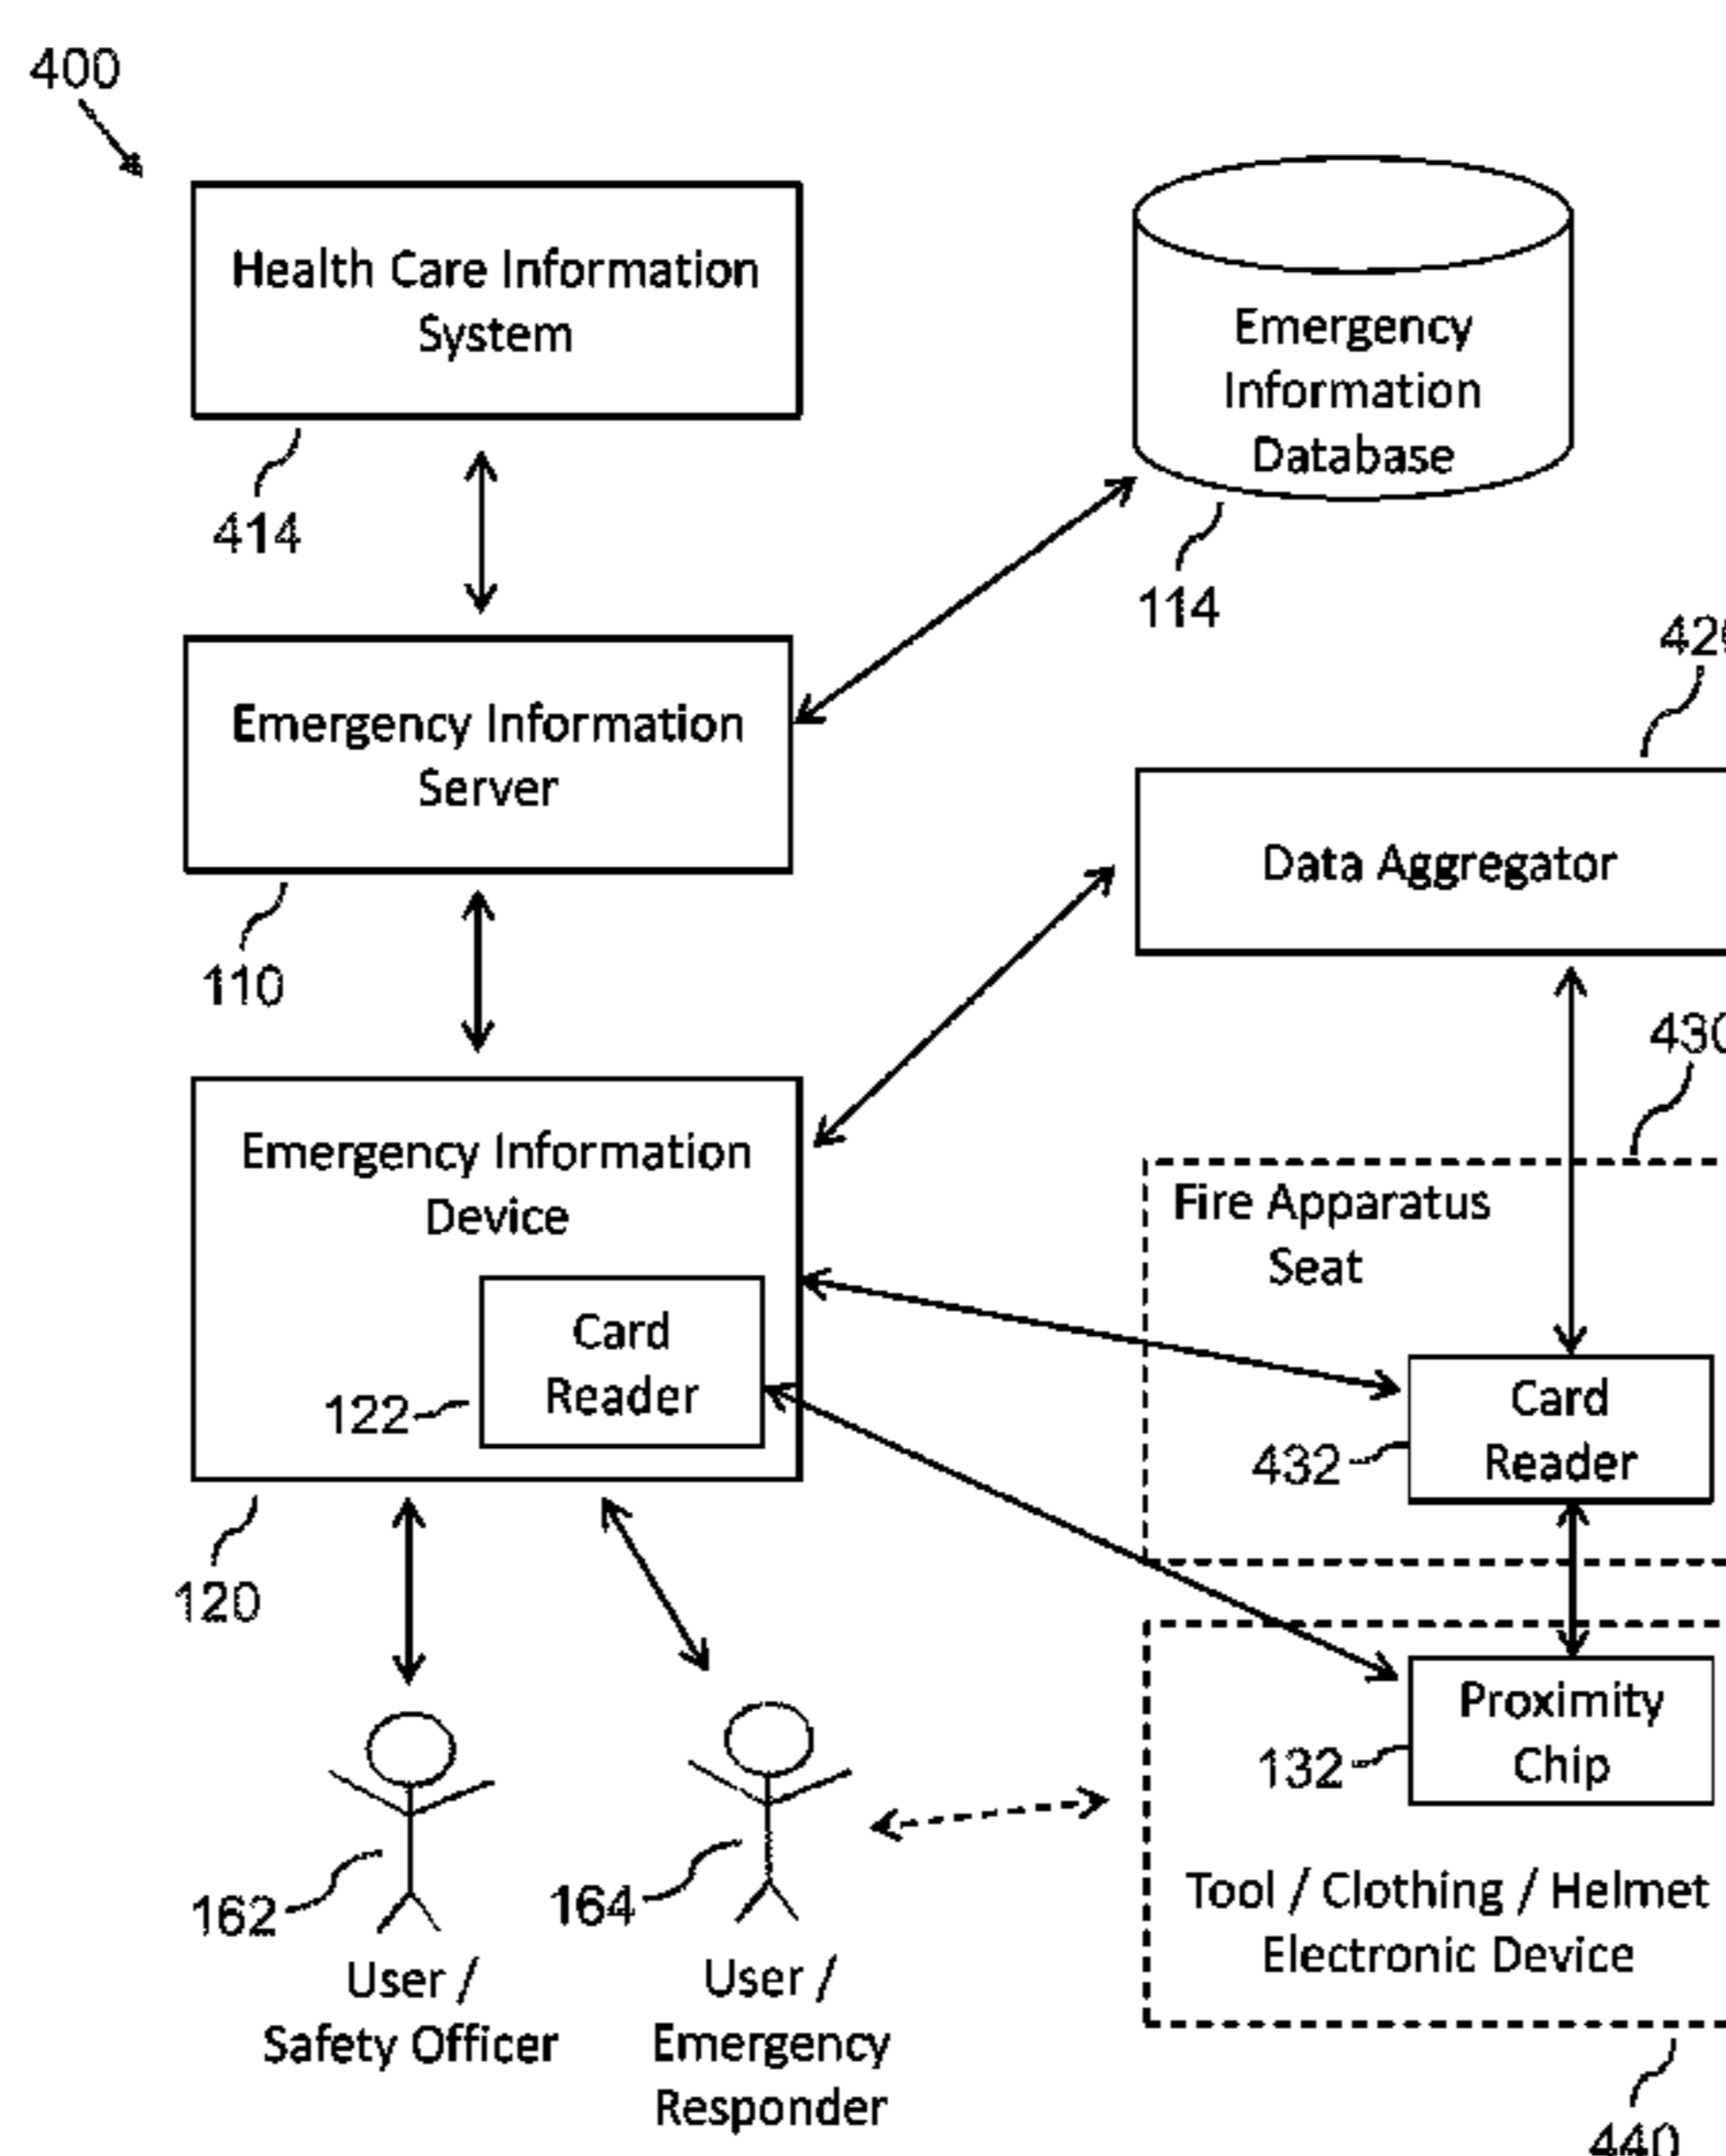 400
Health Care Information
System
414
Emergency
Information
Database
114
Emergency Information
Server
110
Data Aggregator
Emergency Information
Device
Card
Reader
122
120
430
Fire Apparatus
Seat
Card
Reader
432
Proximity
Chip
132
Tool / Clothing / Helmet
Electronic Device
440
162
User /
Safety Officer
164
User /
Emergency
Responder